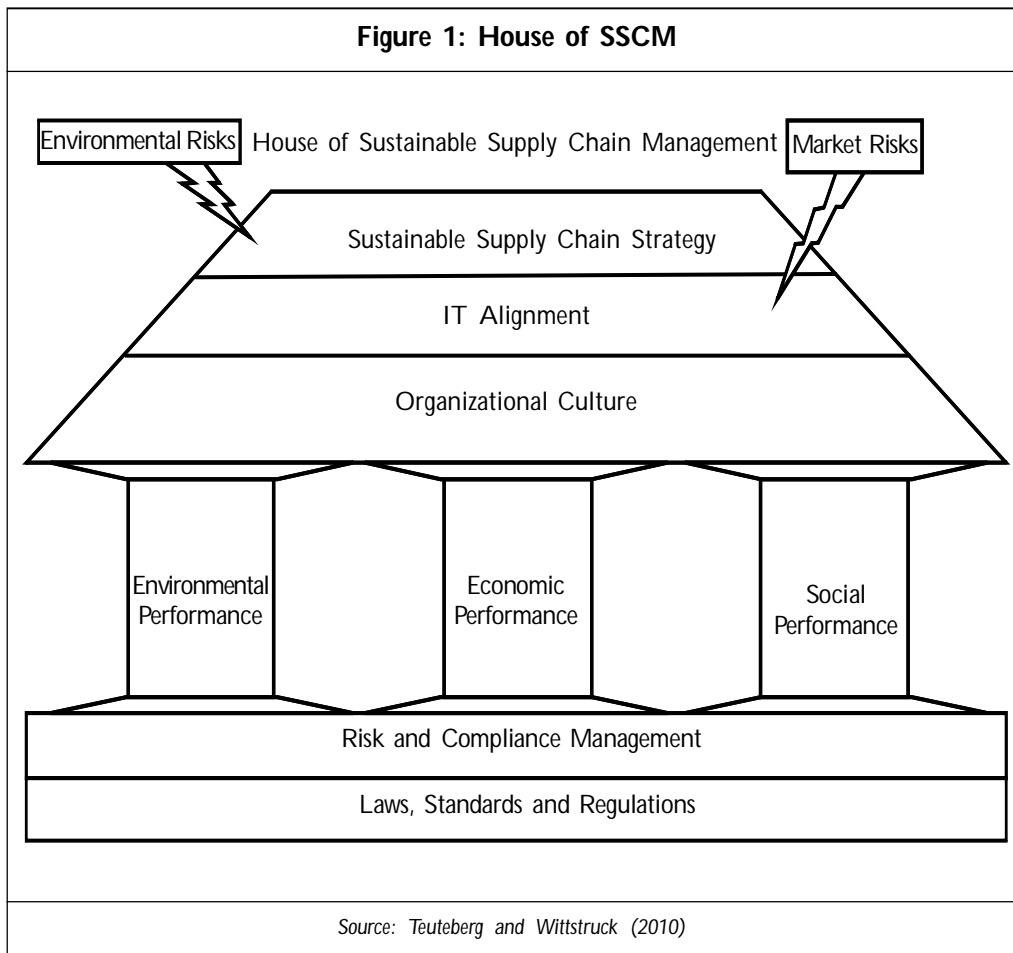 Figure 1: House of SSCM
Environmental Risks
House of Sustainable Supply Chain Management
Market Risks
Sustainable Supply Chain Strategy
IT Alignment
Organizational Culture
Environmental
Performance
Economic
Performance
Social
Performance
Risk and Compliance Management
Laws, Standards and Regulations
Source: Teuteberg and Wittstruck (2010)